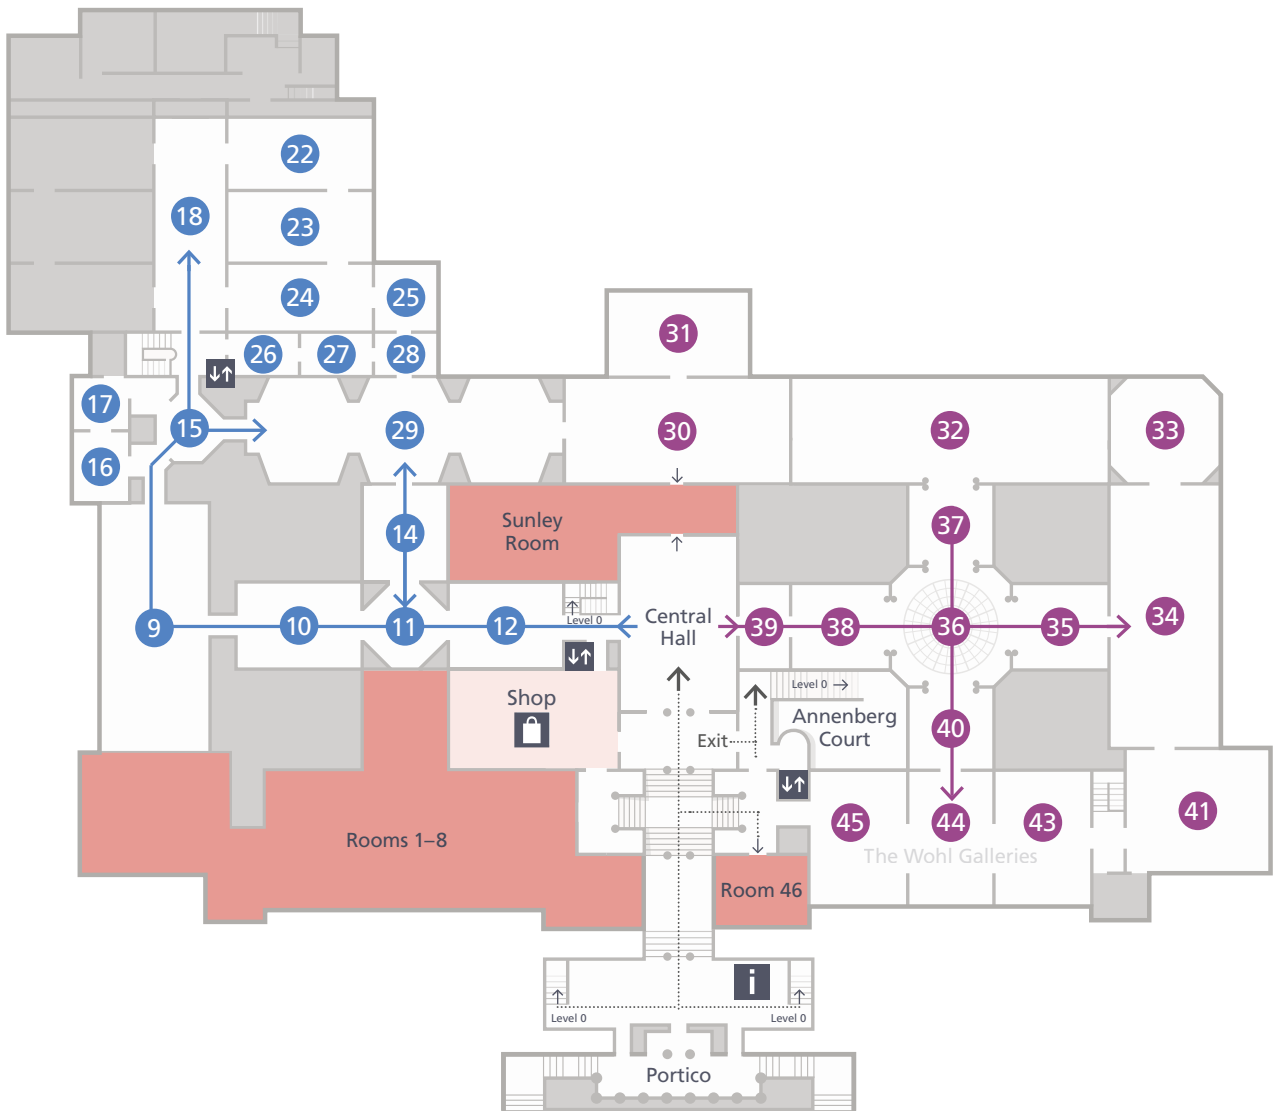 22
18
23
24
25
26
27
28
31
17
15
29
30
32
33
16
Sunley
Room
37
14
9
10
11
12
Level 0
Central
Hall
39
38
36
35
34
Level 0
Shop
Annenberg
Court
Exit
40
Rooms 1–8
45
44
43
41
The Wohl Galleries
Room 46
i
Level 0
Level 0
Portico